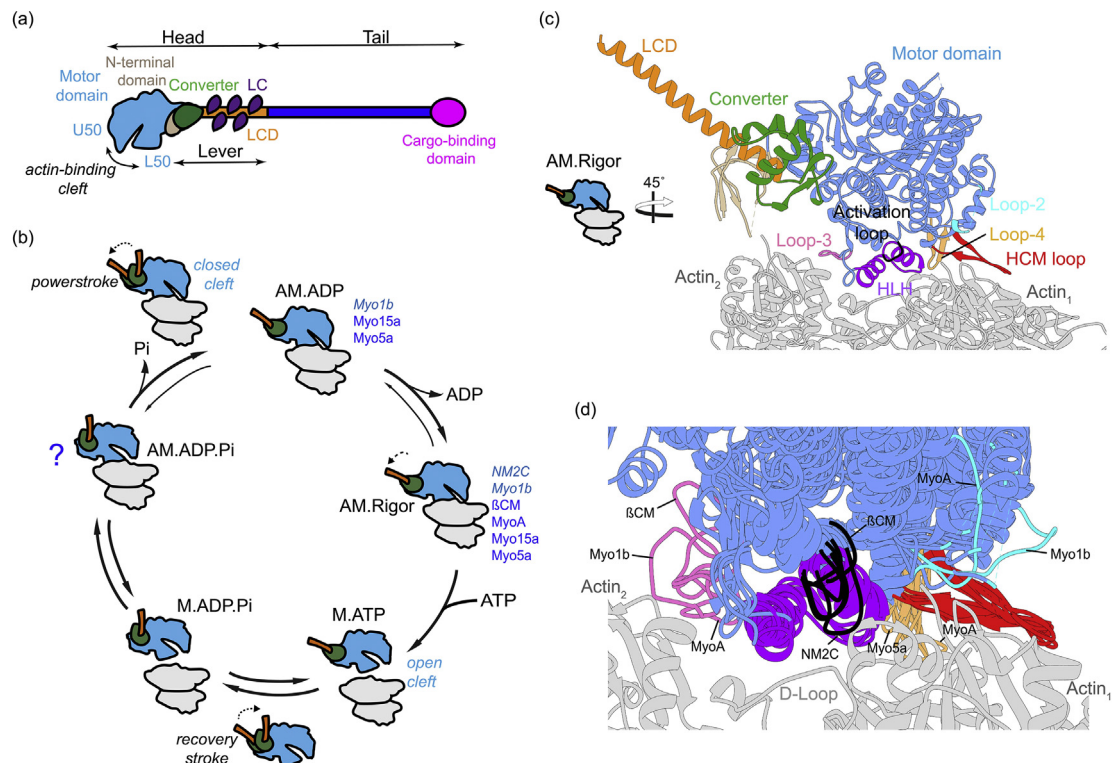 (a)
Head
Tail
N-terminal
domain
Motor
domain
Converter
LC
U50
L50
LCD
Lever
actin-binding
cleft
Cargo-binding
domain
(b)
powerstroke
closed
cleft
AM.ADP
Myo1b
Myo15a
Myo5a
Pi
ADP
?
AM.ADP.Pi
AM.Rigor
NM2C
Myo1b
ßCM
MyoA
Myo15a
Myo5a
ATP
M.ADP.Pi
M.ATP
open
cleft
recovery
stroke
(c)
LCD
Motor domain
Converter
AM.Rigor
45°
Activation
loop
Loop-2
Loop-3
Loop-4
HCM loop
HLH
Actin2
Actin1
(d)
ßCM
ßCM
MyoA
Myo1b
Myo1b
Actin2
MyoA
NM2C
Myo5a
MyoA
D-Loop
Actin1